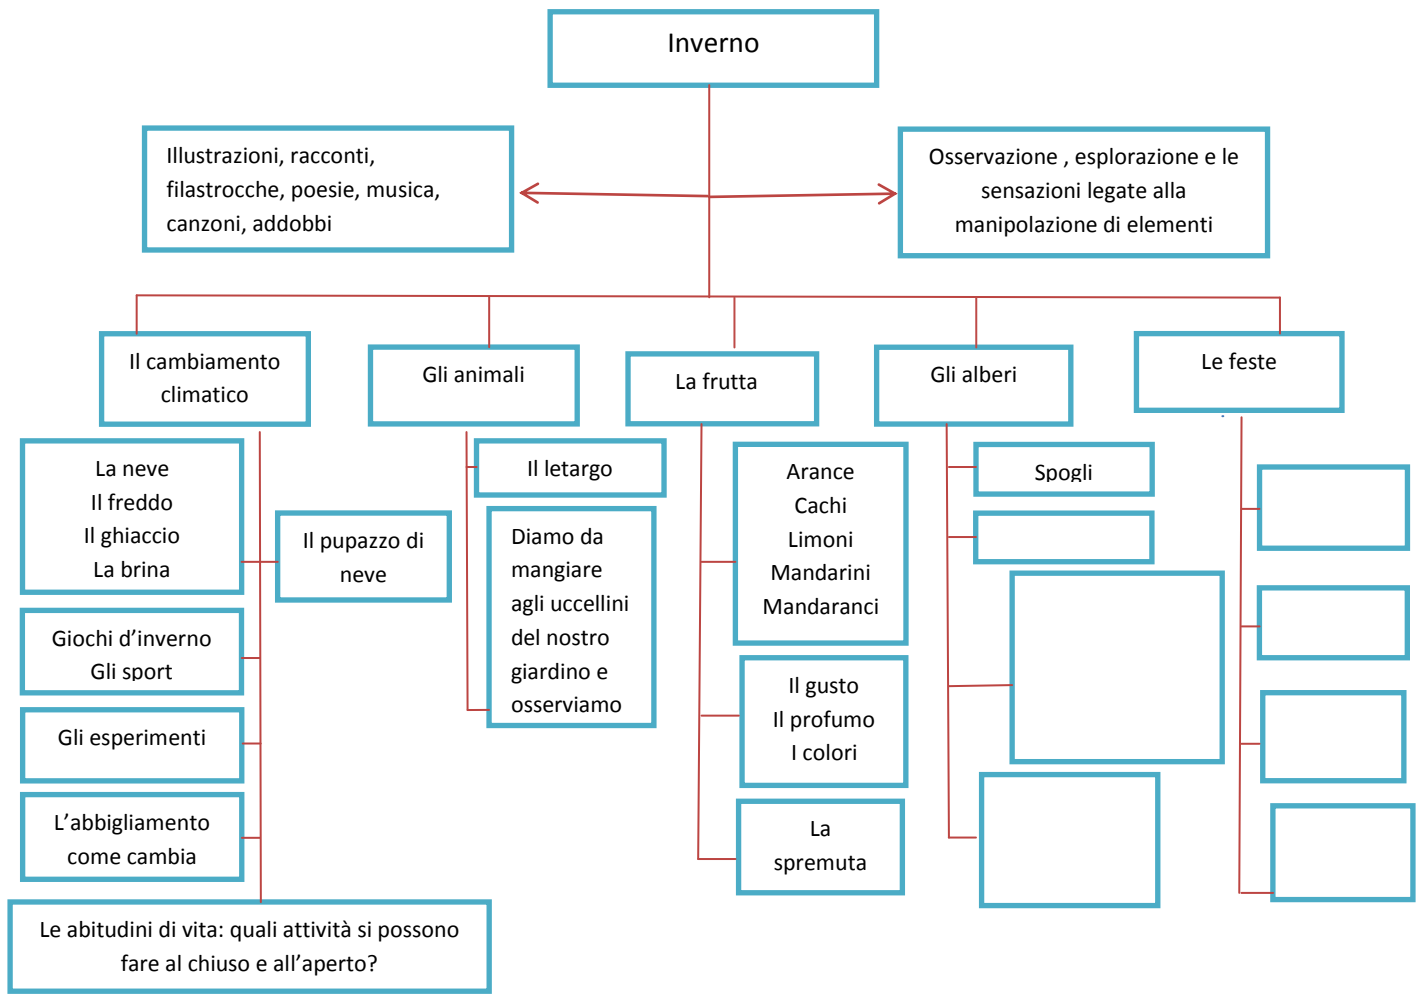 Inverno
Illustrazioni, racconti,
filastrocche, poesie, musica,
canzoni, addobbi
Osservazione , esplorazione e le
sensazioni legate alla
manipolazione di elementi
Il cambiamento
climatico
Gli animali
La frutta
Gli alberi
Le feste
La neve
Il freddo
Il ghiaccio
La brina
Il pupazzo di
neve
Giochi d’inverno
Gli sport
Gli esperimenti
L’abbigliamento
come cambia
Le abitudini di vita: quali attività si possono
fare al chiuso e all’aperto?
Il letargo
Diamo da
mangiare
agli uccellini
del nostro
giardino e
osserviamo
Arance
Cachi
Limoni
Mandarini
Mandaranci
Il gusto
Il profumo
I colori
La
spremuta
Spogli